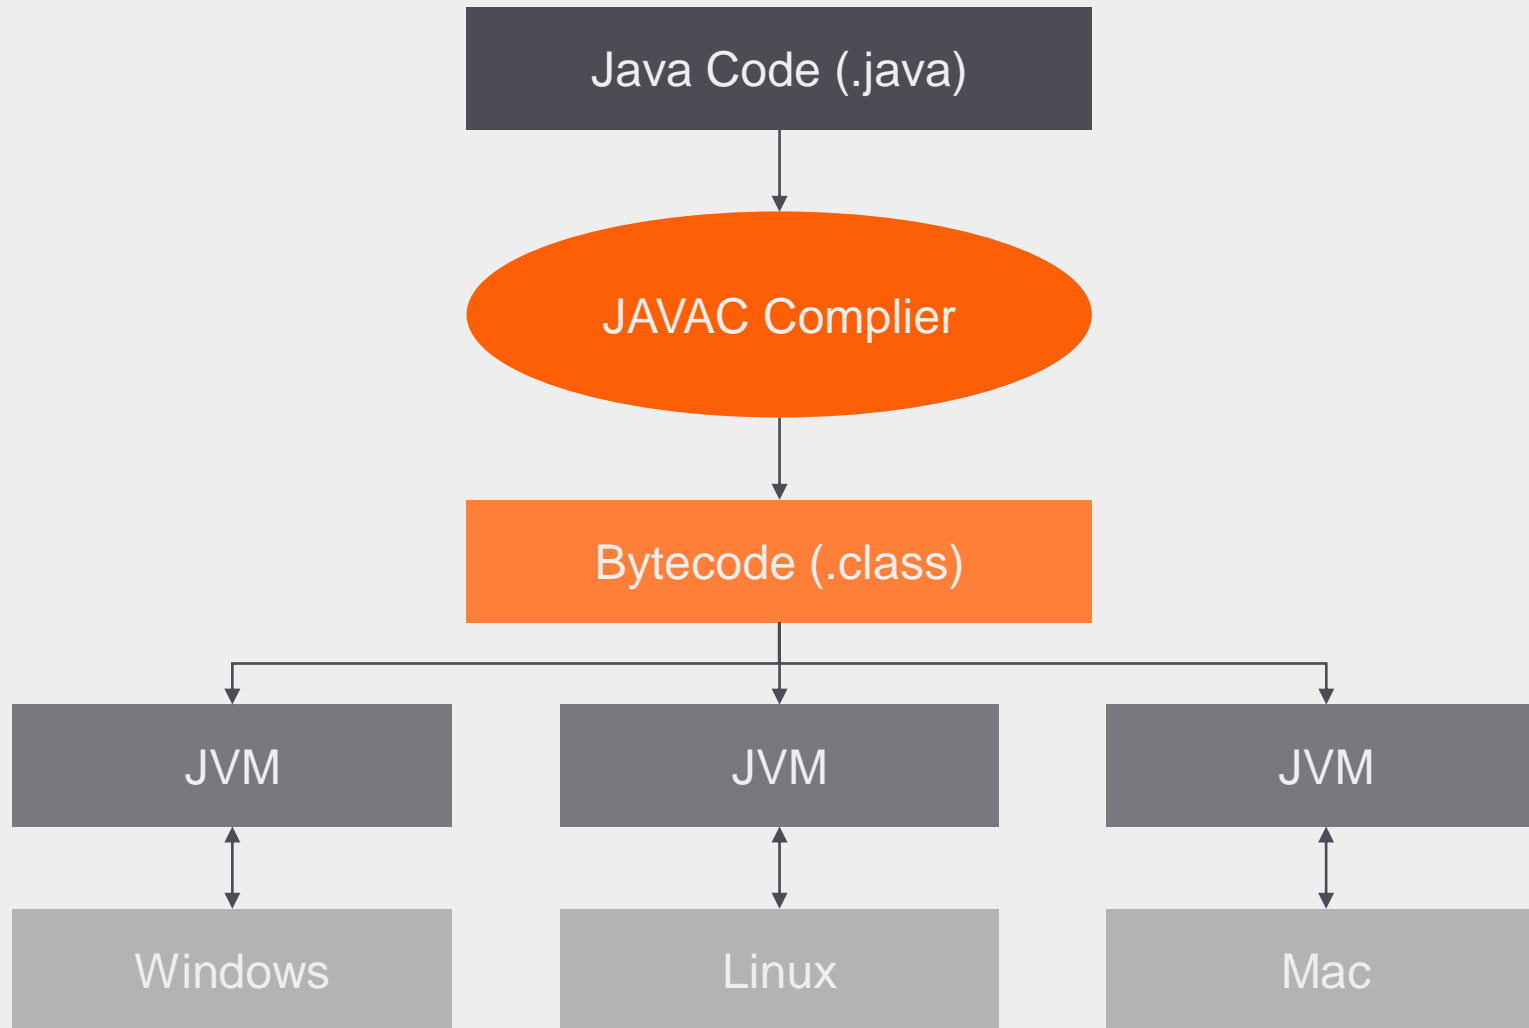 Java Code (.java)
JAVAC Complier
Bytecode (.class)
JVM
JVM
JVM
Windows
Linux
Mac